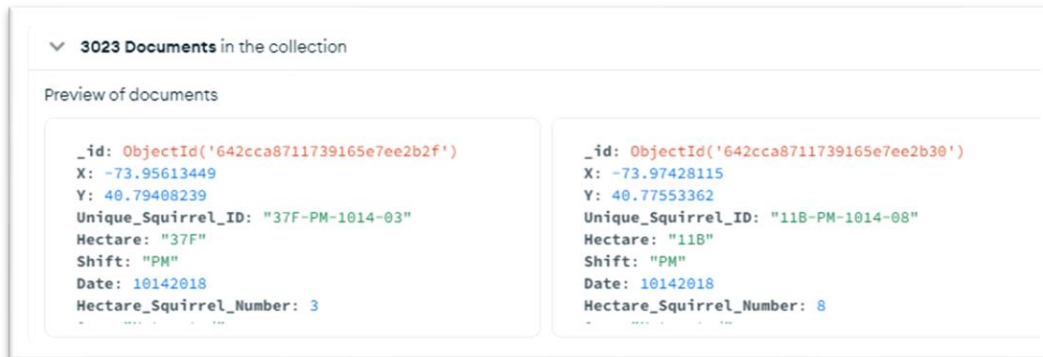 3023 Documents in the collection
Preview of documents
_id: ObjectId('642cca8711739165e7ee2b2f')
X: -73.95613449
Y: 40.79408239
Unique_Squirrel_ID: "37F-PM-1014-03"
Hectare: "37F"
Shift: "PM"
Date: 10142018
Hectare_Squirrel_Number: 3
_id: ObjectId('642cca8711739165e7ee2b30')
X: -73.97428115
Y: 40.77553362
Unique_Squirrel_ID: "11B-PM-1014-08"
Hectare: "11B"
Shift: "PM"
Date: 10142018
Hectare_Squirrel_Number: 8